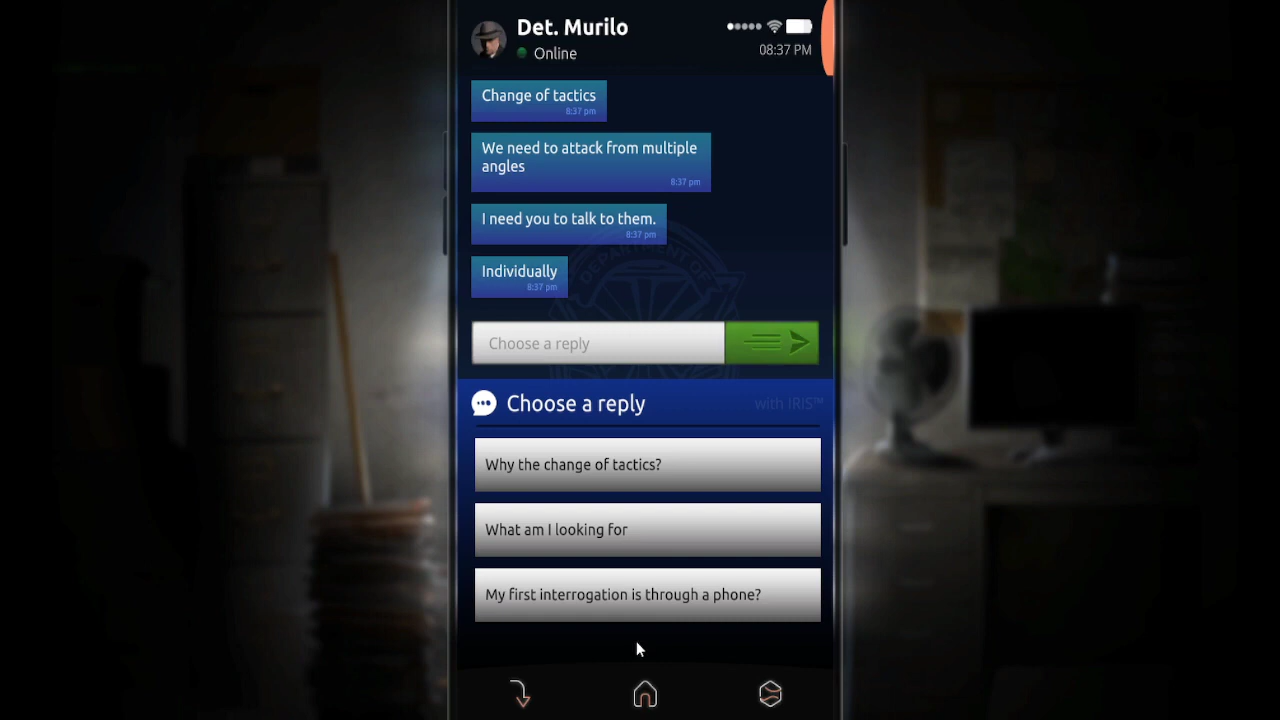 Det. Murilo
Online
08:37 PM
Change of tactics
8:37 pm
We need to attack from multiple
angles
8:37 pm
I need you to talk to them.
8:37 pm
Individually
8:37 pm
DEPARTMENT OF
Choose a reply
Choose a reply
with IRIS™
Why the change of tactics?
What am I looking for
My first interrogation is through a phone?